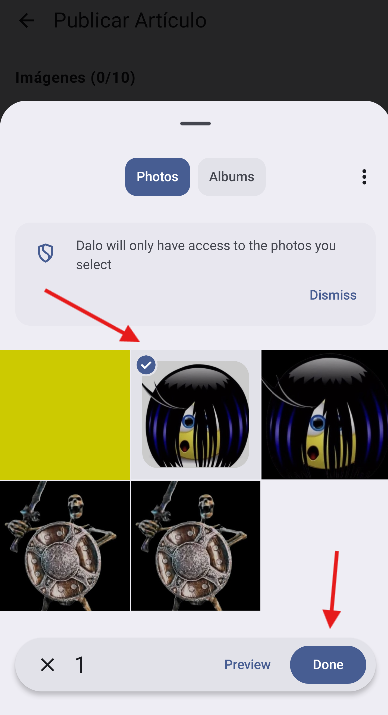 Publicar Artículo
Imágenes (0/10)
Photos
Albums
Dalo will only have access to the photos you
select
Dismiss
1
Preview
Done